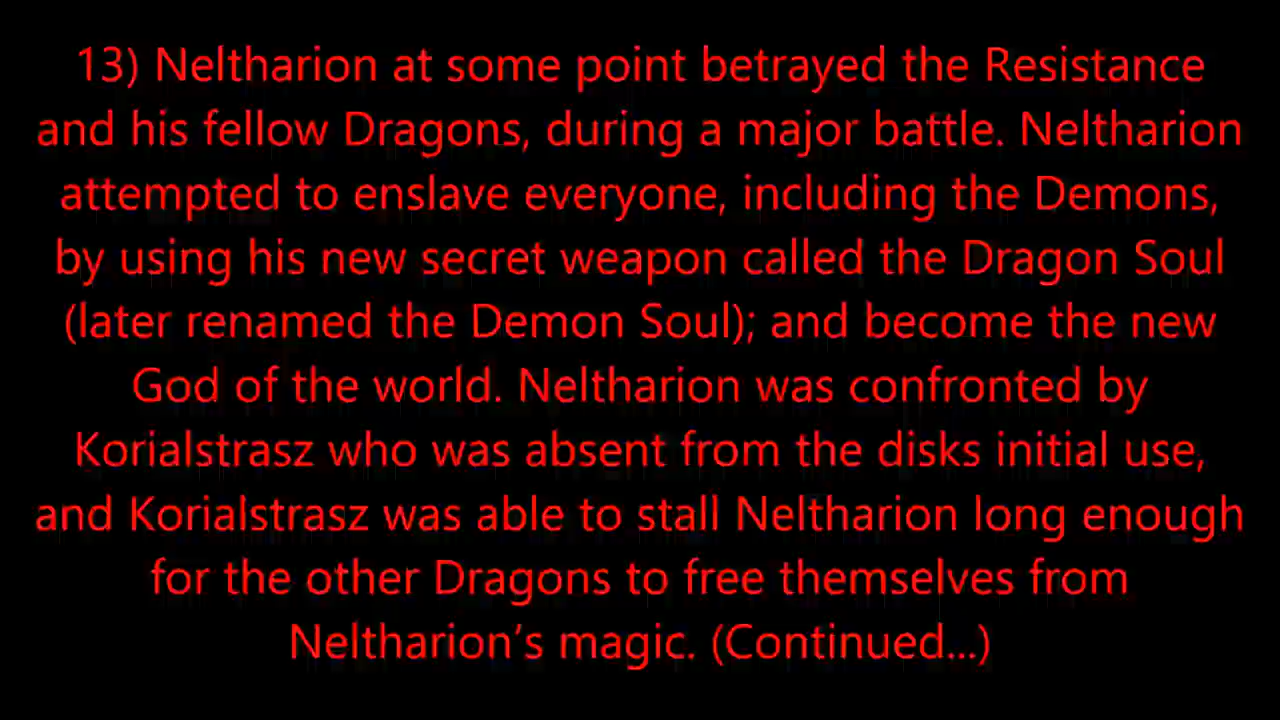 13) Neltharion at some point betrayed the Resistance
and his fellow Dragons, during a major battle. Neltharion
attempted to enslave everyone, including the Demons,
by using his new secret weapon called the Dragon Soul
(later renamed the Demon Soul); and become the new
God of the world. Neltharion was confronted by
Korialstrasz who was absent from the disks initial use,
and Korialstrasz was able to stall Neltharion long enough
for the other Dragons to free themselves from
Neltharion’s magic. (Continued...)